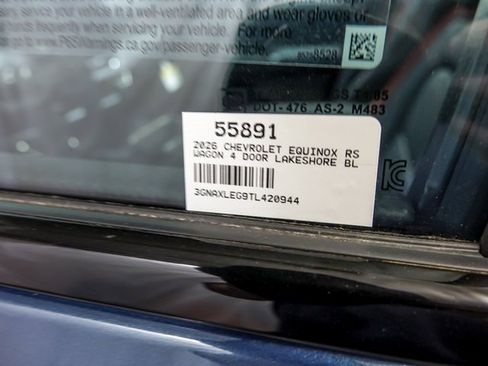 ing service your vehicle in a well-ventilated area and wear gloves or
frequently when servicing your vehicle. For more
to www.P65Warnings.ca.gov/passenger-vehicle.
DOT-476 AS-2 M483
55891
2026 CHEVROLET EQUINOX RS
WAGON 4 DOOR LAKESHORE BL
3GNAXLEG9TL420944